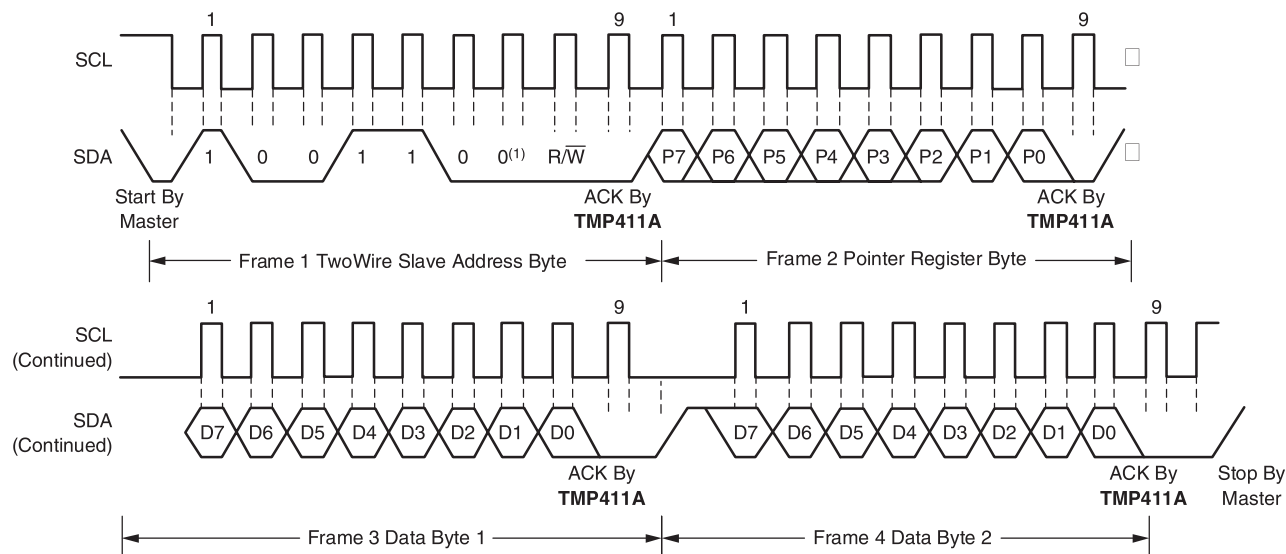 1 9 1 9
SCL
SDA 1 0 0 1 1 0 0(1) R/W̅ P7 P6 P5 P4 P3 P2 P1 P0
Start By ACK By ACK By
Master TMP411A TMP411A
Frame 1 TwoWire Slave Address Byte Frame 2 Pointer Register Byte
1 9 1 9
SCL
(Continued)
SDA
(Continued) D7 D6 D5 D4 D3 D2 D1 D0 D7 D6 D5 D4 D3 D2 D1 D0
ACK By ACK By Stop By
TMP411A TMP411A Master
Frame 3 Data Byte 1 Frame 4 Data Byte 2